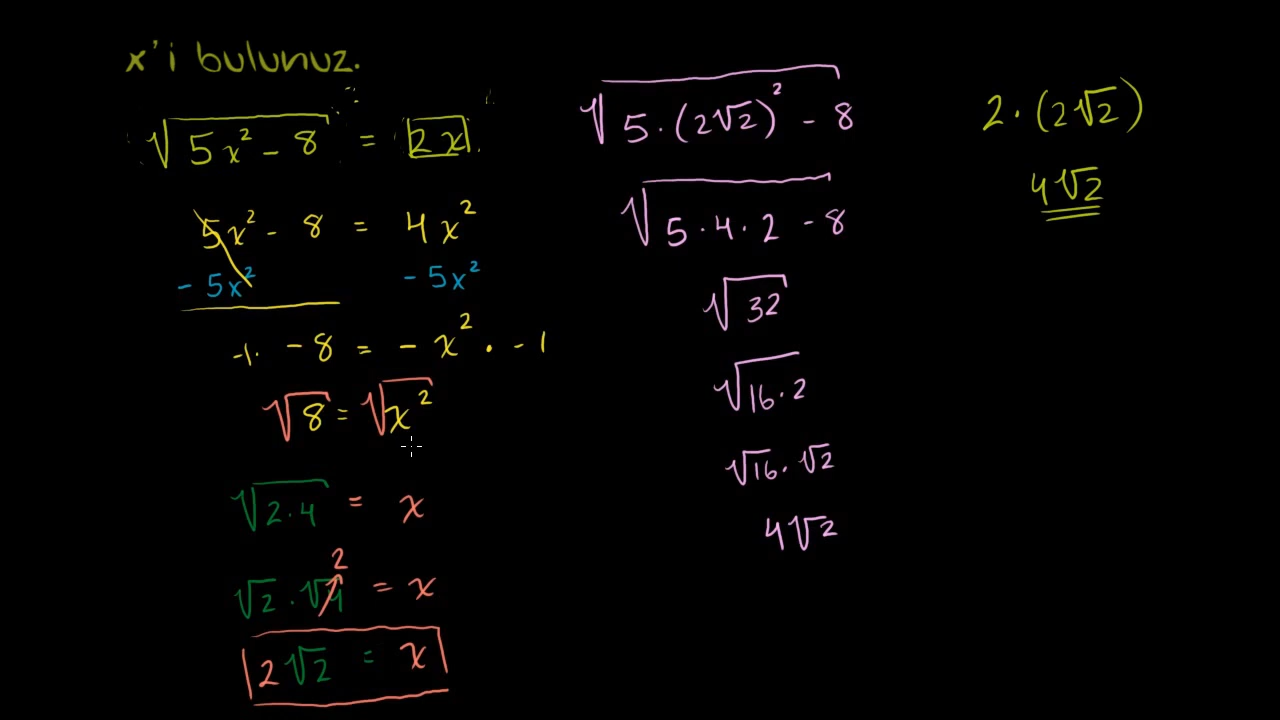 x'i bulunuz.
√(5x² - 8) = 2x
5x² - 8 = 4x²
- 5x² - 5x²
-1· -8 = -x² · -1
√8 = √x²
√(2·4) = x
√2 · √4 2 = x
2√2 = x
√(5·(2√2)² - 8)
√(5·4·2 - 8)
√32
√(16·2)
√16 · √2
4√2
2·(2√2)
4√2